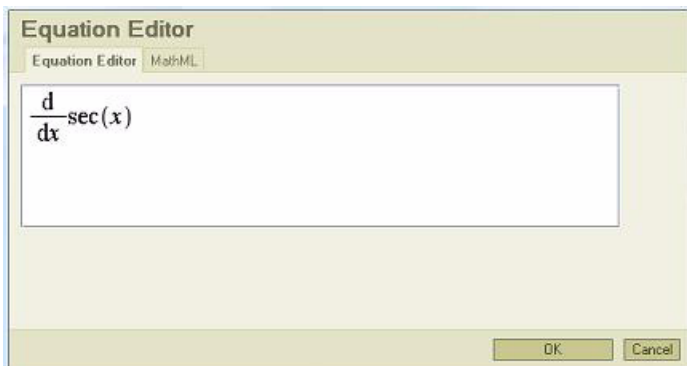 Equation Editor
Equation Editor MathML
d
dx sec(x)
OK Cancel